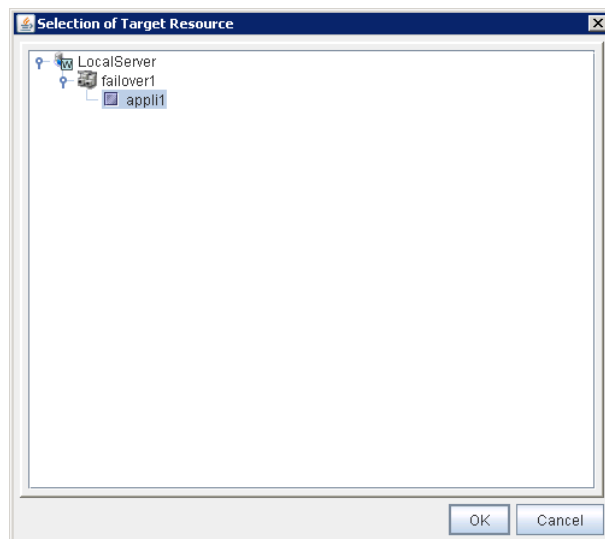 Selection of Target Resource
LocalServer
failover1
appli1
OK Cancel